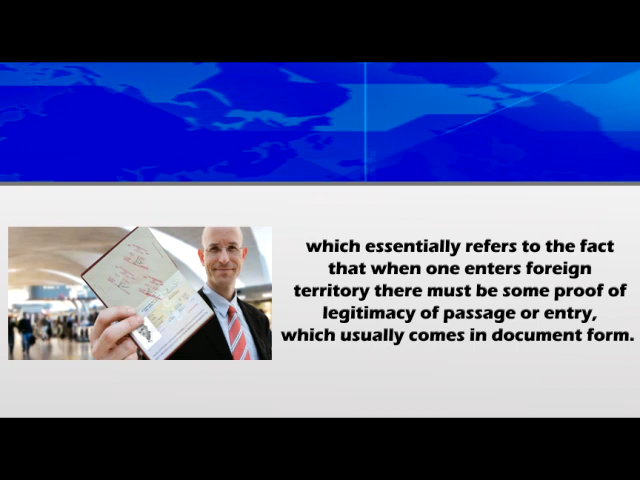 which essentially refers to the fact
that when one enters foreign
territory there must be some proof of
legitimacy of passage or entry,
which usually comes in document form.